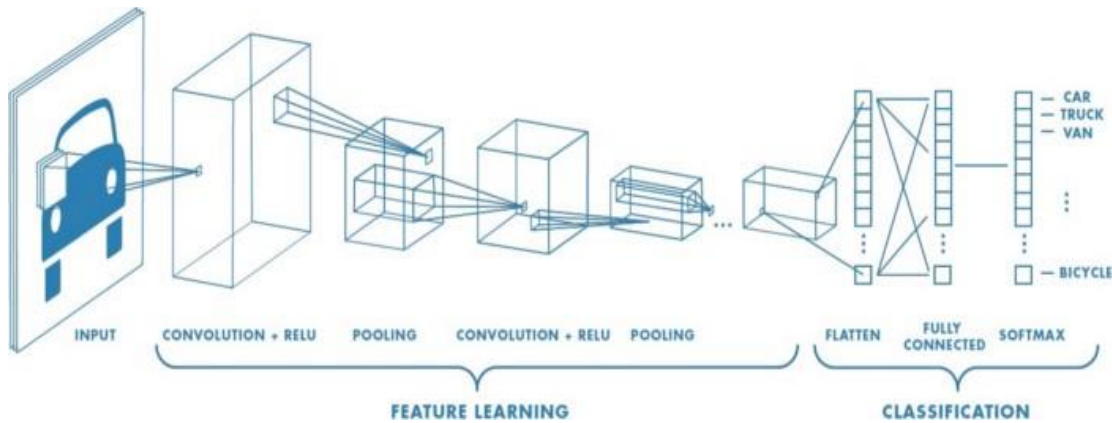 CAR
TRUCK
VAN
BICYCLE
INPUT
CONVOLUTION + RELU
POOLING
CONVOLUTION + RELU
POOLING
FLATTEN
FULLY
CONNECTED
SOFTMAX
FEATURE LEARNING
CLASSIFICATION